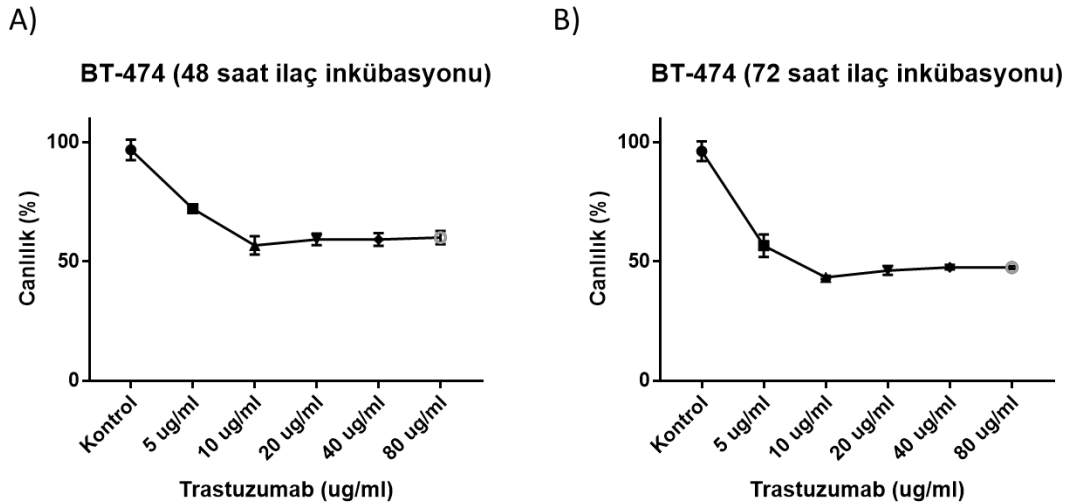 A)
BT-474 (48 saat ilaç inkübasyonu)
Canlılık (%)
100
50
0
Kontrol
5 ug/ml
10 ug/ml
20 ug/ml
40 ug/ml
80 ug/ml
Trastuzumab (ug/ml)
B)
BT-474 (72 saat ilaç inkübasyonu)
Canlılık (%)
100
50
0
Kontrol
5 ug/ml
10 ug/ml
20 ug/ml
40 ug/ml
80 ug/ml
Trastuzumab (ug/ml)